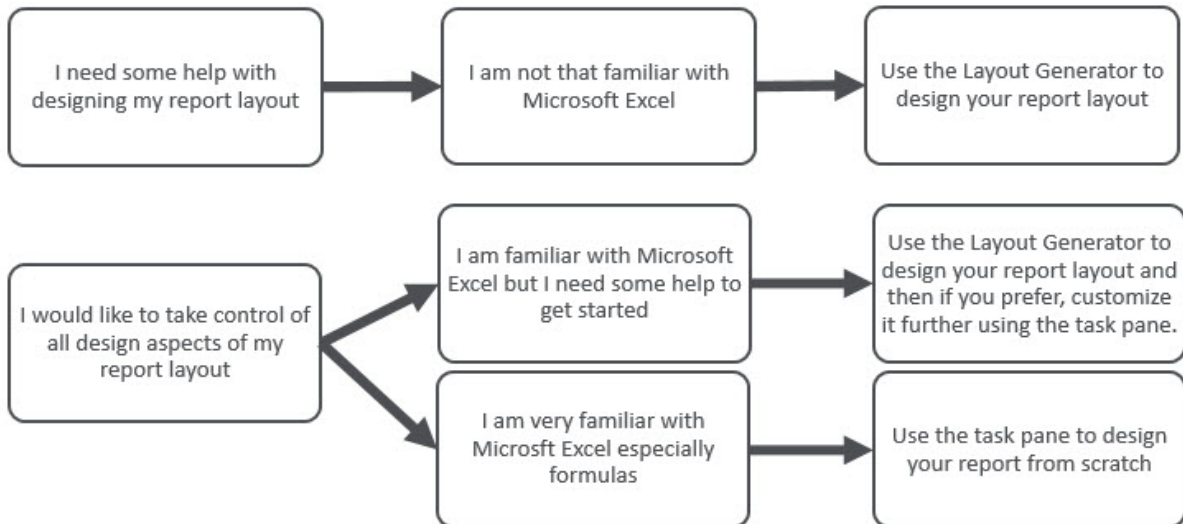 I need some help with
designing my report layout
I am not that familiar with
Microsoft Excel
Use the Layout Generator to
design your report layout
I would like to take control of
all design aspects of my
report layout
I am familiar with Microsoft
Excel but I need some help to
get started
Use the Layout Generator to
design your report layout and
then if you prefer, customize
it further using the task pane.
I am very familiar with
Microsft Excel especially
formulas
Use the task pane to design
your report from scratch